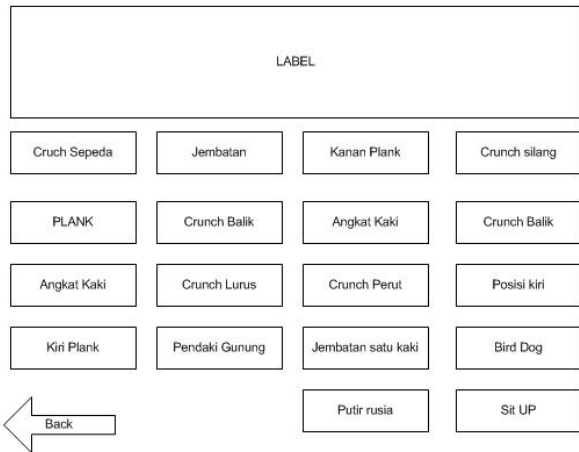 LABEL
Cruch Sepeda
Jembatan
Kanan Plank
Crunch silang
PLANK
Crunch Balik
Angkat Kaki
Crunch Balik
Angkat Kaki
Crunch Lurus
Crunch Perut
Posisi kiri
Kiri Plank
Pendaki Gunung
Jembatan satu kaki
Bird Dog
Putir rusia
Sit UP
Back